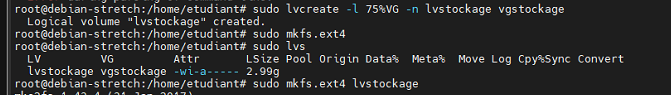 root@debian-stretch:/home/etudiant# sudo lvcreate -l 75%VG -n lvstockage vgstockage
  Logical volume "lvstockage" created.
root@debian-stretch:/home/etudiant# sudo mkfs.ext4
root@debian-stretch:/home/etudiant# sudo lvs
  LV         VG         Attr       LSize Pool Origin Data%  Meta%  Move Log Cpy%Sync Convert
  lvstockage vgstockage -wi-a----- 2.99g
root@debian-stretch:/home/etudiant# sudo mkfs.ext4 lvstockage